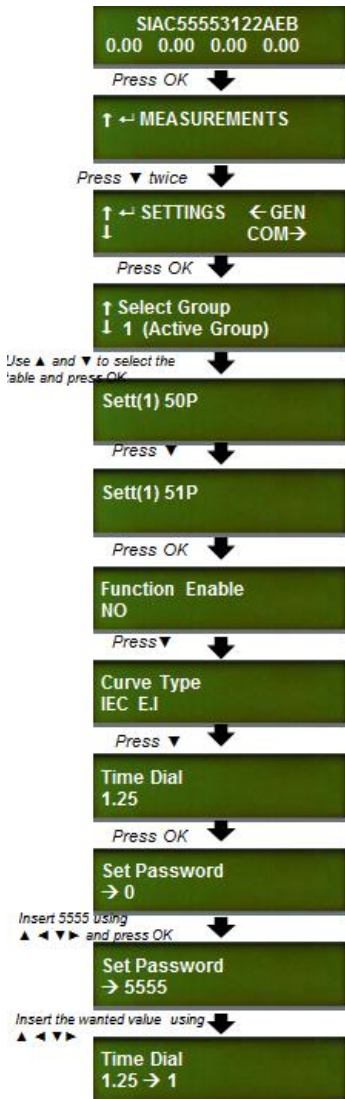 SIAC55553122AEB
0.00 0.00 0.00 0.00
Press OK
↑ ↵ MEASUREMENTS
Press ▼ twice
↑ ↵ SETTINGS ← GEN
↓ COM→
Press OK
↑ Select Group
↓ 1 (Active Group)
Use ▲ and ▼ to select the
table and press OK
Sett(1) 50P
Press ▼
Sett(1) 51P
Press OK
Function Enable
NO
Press▼
Curve Type
IEC E.I
Press ▼
Time Dial
1.25
Press OK
Set Password
→ 0
Insert 5555 using
▲ ◄ ▼► and press OK
Set Password
→ 5555
Insert the wanted value using
▲ ◄ ▼►
Time Dial
1.25 → 1